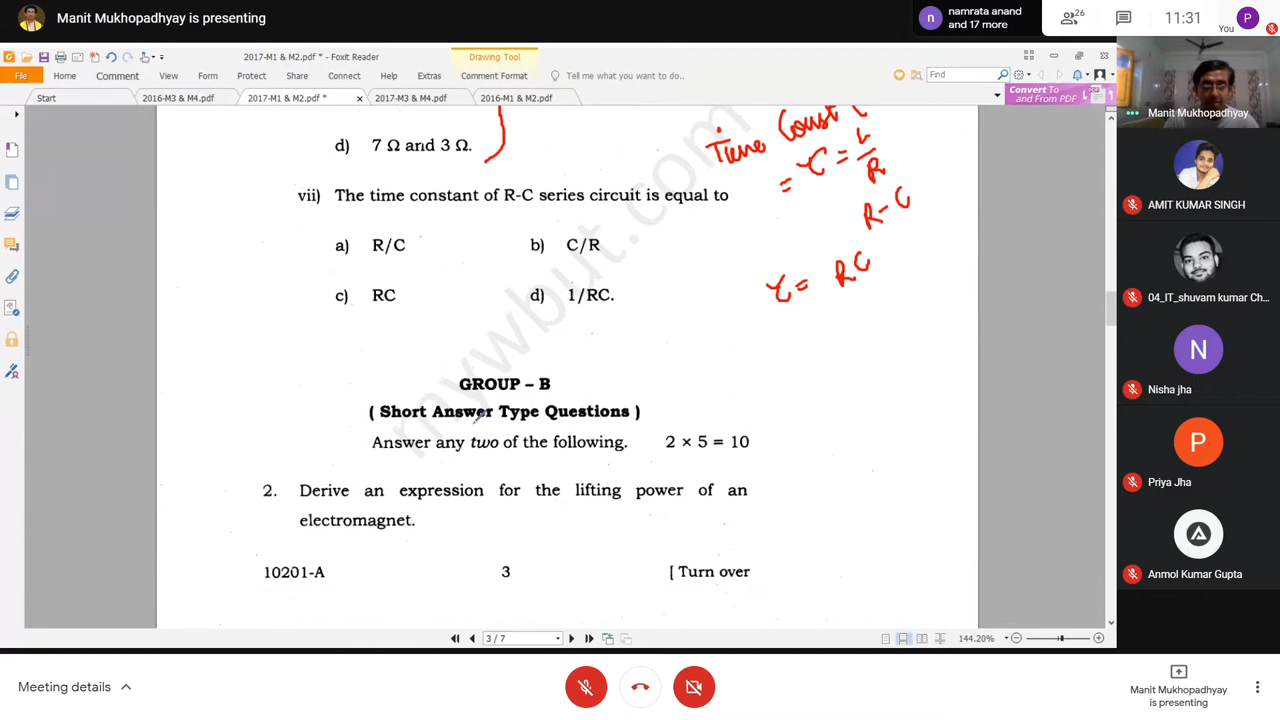 Manit Mukhopadhyay is presenting
n
namrata anand
and 17 more
26
11:31
You
P
2017-M1 & M2.pdf * - Foxit Reader
Drawing Tool
File
Home
Comment
View
Form
Protect
Share
Connect
Help
Extras
Comment Format
Tell me what you want to do..
Find
Start
2016-M3 & M4.pdf
2017-M1 & M2.pdf *
2017-M3 & M4.pdf
2016-M1 & M2.pdf
Convert To
and From PDF
d) 7 Ω and 3 Ω.
Time Const
= τ = L/R
R-C
τ = RC
vii) The time constant of R-C series circuit is equal to
a) R/C
b) C/R
c) RC
d) 1/RC.
mywbut.com
GROUP – B
( Short Answer Type Questions )
Answer any two of the following. 2 × 5 = 10
2. Derive an expression for the lifting power of an
electromagnet.
10201-A
3
[ Turn over
3 / 7
144.20%
Manit Mukhopadhyay
AMIT KUMAR SINGH
04_IT_shuvam kumar Ch...
N
Nisha jha
P
Priya Jha
A
Anmol Kumar Gupta
Meeting details
Manit Mukhopadhyay
is presenting